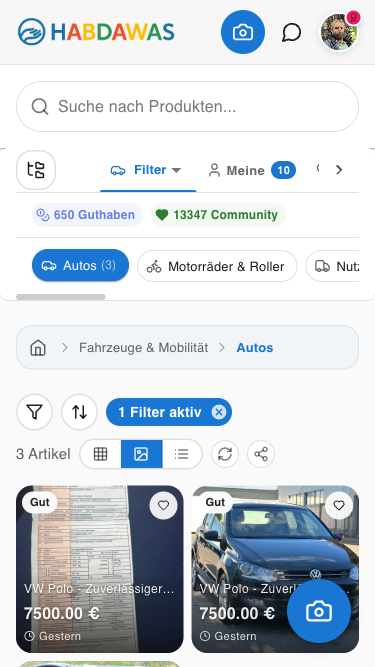 HABDAWAS
8
Suche nach Produkten...
Filter
Meine 10
650 Guthaben
13347 Community
Autos (3)
Motorräder & Roller
Nutz
Fahrzeuge & Mobilität
Autos
1 Filter aktiv
3 Artikel
Gut
VW Polo - Zuverlässiger...
7500.00 €
Gestern
Gut
VW Polo - Zuverlä
7500.00 €
Gestern